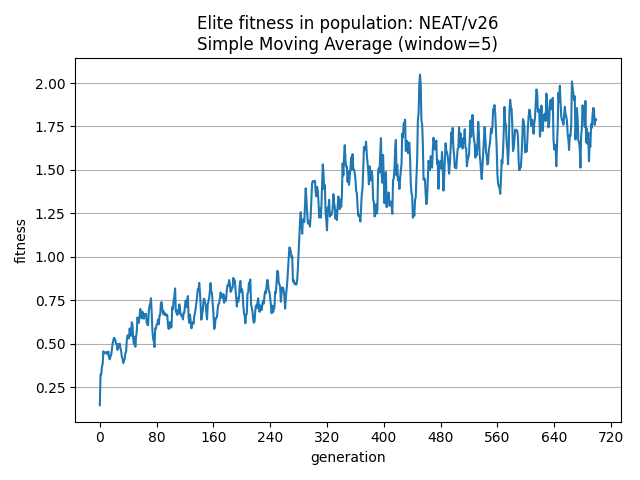 Elite fitness in population: NEAT/v26
Simple Moving Average (window=5)
2.00
1.75
1.50
1.25
1.00
0.75
0.50
0.25
fitness
0 80 160 240 320 400 480 560 640 720
generation